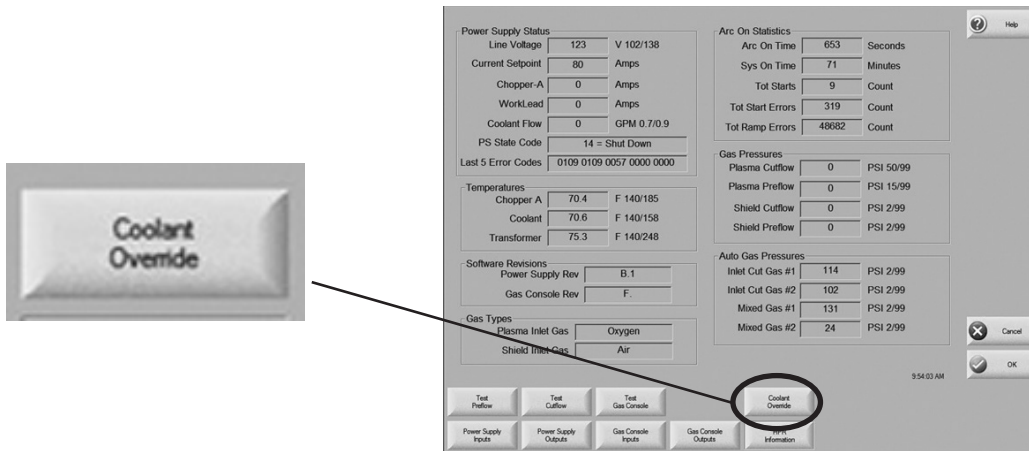 Coolant
Override
Power Supply Status
Line Voltage 123 V 102/138
Current Setpoint 80 Amps
Chopper-A 0 Amps
WorkLead 0 Amps
Coolant Flow 0 GPM 0.7/0.9
PS State Code 14 = Shut Down
Last 5 Error Codes 0109 0109 0057 0000 0000
Temperatures
Chopper A 70.4 F 140/185
Coolant 70.6 F 140/158
Transformer 75.3 F 140/248
Software Revisions
Power Supply Rev B.1
Gas Console Rev F.
Gas Types
Plasma Inlet Gas Oxygen
Shield Inlet Gas Air
Arc On Statistics
Arc On Time 653 Seconds
Sys On Time 71 Minutes
Tot Starts 9 Count
Tot Start Errors 319 Count
Tot Ramp Errors 48682 Count
Gas Pressures
Plasma Cutflow 0 PSI 50/99
Plasma Preflow 0 PSI 15/99
Shield Cutflow 0 PSI 2/99
Shield Preflow 0 PSI 2/99
Auto Gas Pressures
Inlet Cut Gas #1 114 PSI 2/99
Inlet Cut Gas #2 102 PSI 2/99
Mixed Gas #1 131 PSI 2/99
Mixed Gas #2 24 PSI 2/99
Help
Cancel
OK
9:54:03 AM
Test
Preflow
Test
Cutflow
Test
Gas Console
Coolant
Override
Power Supply
Inputs
Power Supply
Outputs
Gas Console
Inputs
Gas Console
Outputs
Information